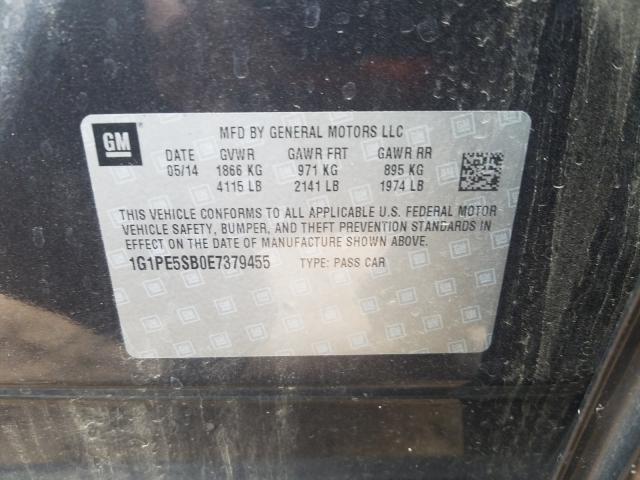 GM
MFD BY GENERAL MOTORS LLC
DATE GVWR GAWR FRT GAWR RR
05/14 1866 KG 971 KG 895 KG
4115 LB 2141 LB 1974 LB
THIS VEHICLE CONFORMS TO ALL APPLICABLE U.S. FEDERAL MOTOR
VEHICLE SAFETY, BUMPER, AND THEFT PREVENTION STANDARDS IN
EFFECT ON THE DATE OF MANUFACTURE SHOWN ABOVE.
1G1PE5SB0E7379455 TYPE: PASS CAR